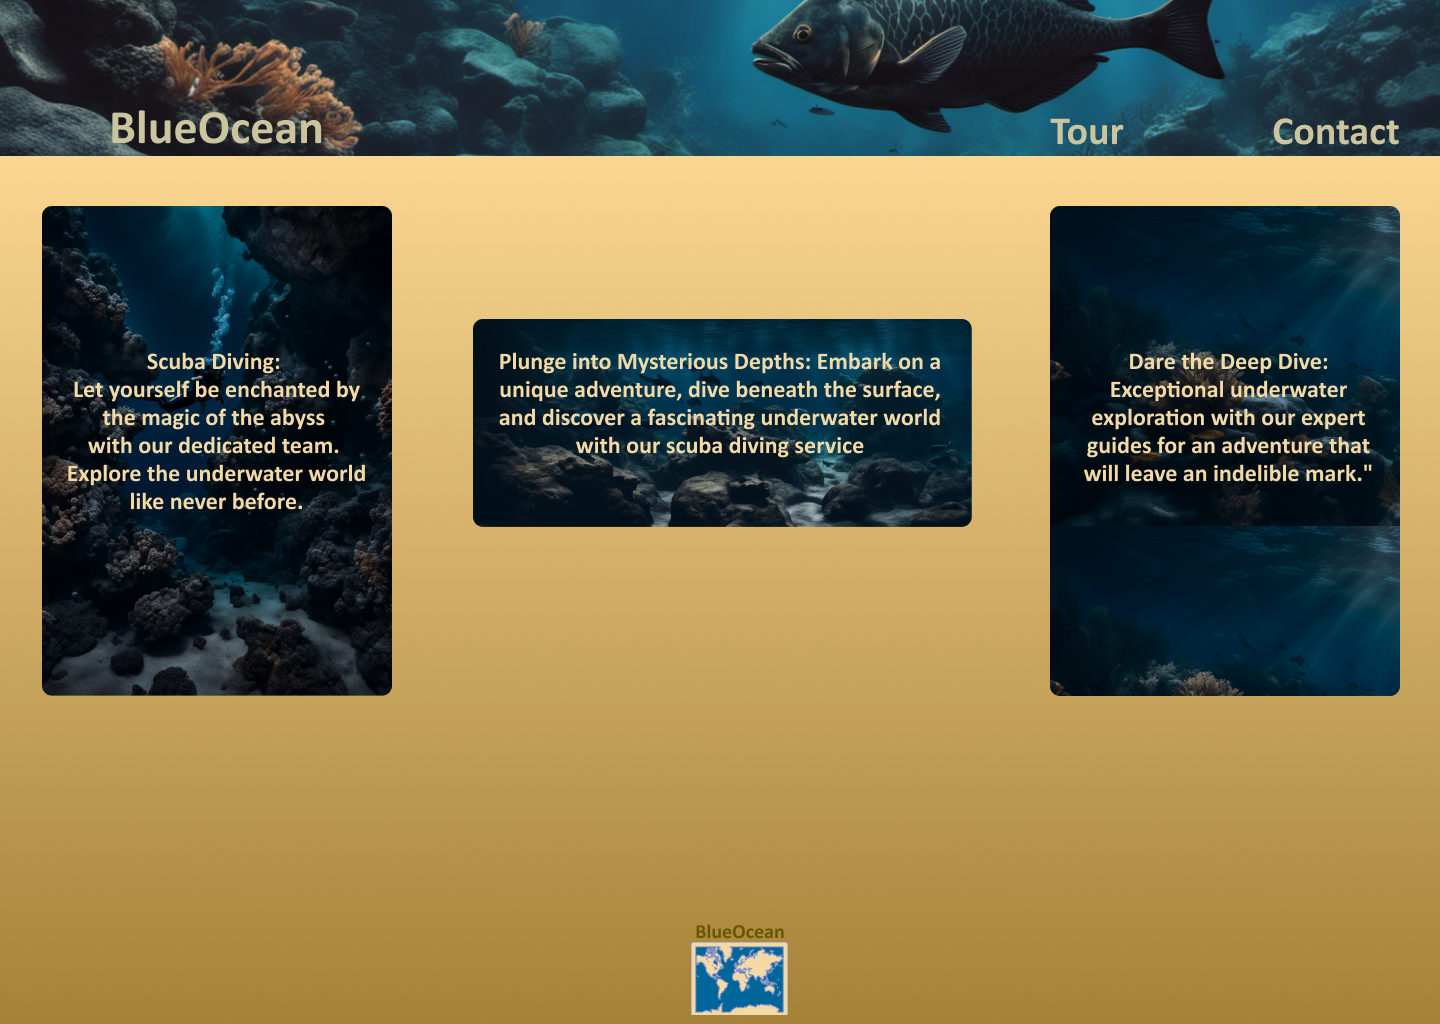 BlueOcean
Tour
Contact
Scuba Diving:
Let yourself be enchanted by
the magic of the abyss
with our dedicated team.
Explore the underwater world
like never before.
Plunge into Mysterious Depths: Embark on a
unique adventure, dive beneath the surface,
and discover a fascinating underwater world
with our scuba diving service
Dare the Deep Dive:
Exceptional underwater
exploration with our expert
guides for an adventure that
will leave an indelible mark."
BlueOcean